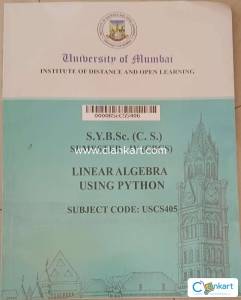 University of Mumbai
INSTITUTE OF DISTANCE AND OPEN LEARNING
S.Y.B.Sc. (C. S.)
www.clankart.com
LINEAR ALGEBRA
USING PYTHON
SUBJECT CODE: USCS405
Clankart